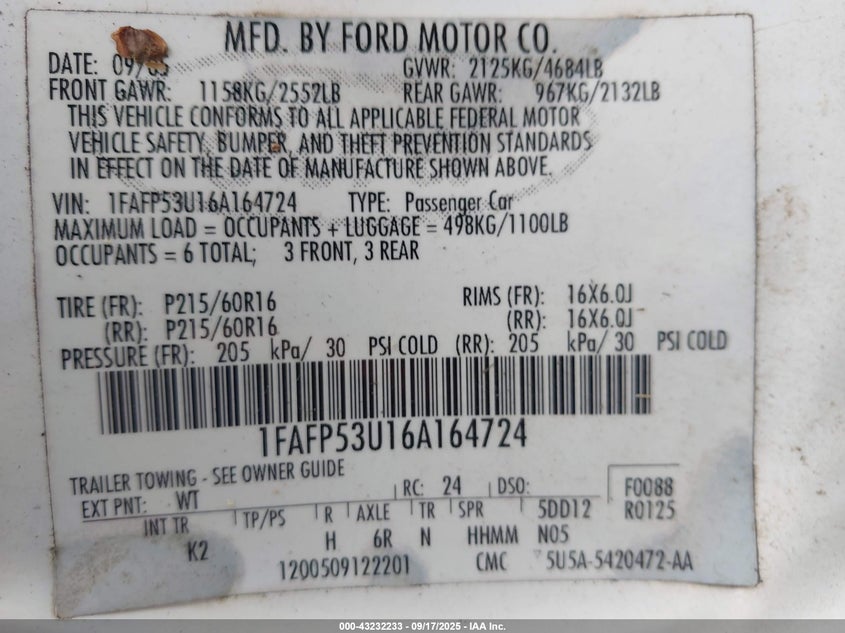 MFD. BY FORD MOTOR CO.
DATE: 09/05 GVWR: 2125KG/4684LB
FRONT GAWR: 1158KG/2552LB REAR GAWR: 967KG/2132LB
THIS VEHICLE CONFORMS TO ALL APPLICABLE FEDERAL MOTOR
VEHICLE SAFETY, BUMPER, AND THEFT PREVENTION STANDARDS
IN EFFECT ON THE DATE OF MANUFACTURE SHOWN ABOVE.
VIN: 1FAFP53U16A164724 TYPE: Passenger Car
MAXIMUM LOAD = OCCUPANTS + LUGGAGE = 498KG/1100LB
OCCUPANTS = 6 TOTAL; 3 FRONT, 3 REAR
TIRE (FR): P215/60R16 RIMS (FR): 16X6.0J
(RR): P215/60R16 (RR): 16X6.0J
PRESSURE (FR): 205 kPa/ 30 PSI COLD (RR): 205 kPa/ 30 PSI COLD
1FAFP53U16A164724
TRAILER TOWING - SEE OWNER GUIDE
EXT PNT: WT RC: 24 DSO: F0088
INT TR TP/PS R AXLE TR SPR 5DD12 R0125
K2 H 6R N HHMM N05
1200509122201 CMC 5U5A-5420472-AA
000-43232233 - 09/17/2025 - IAA Inc.